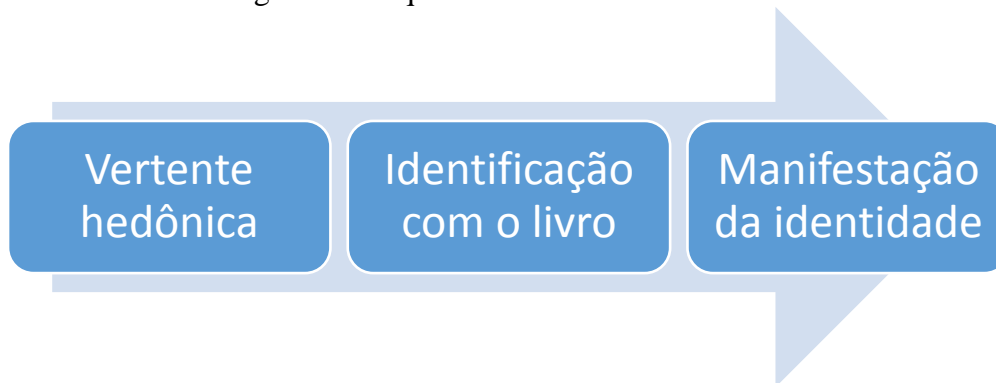 Vertente
hedônica
Identificação
com o livro
Manifestação
da identidade